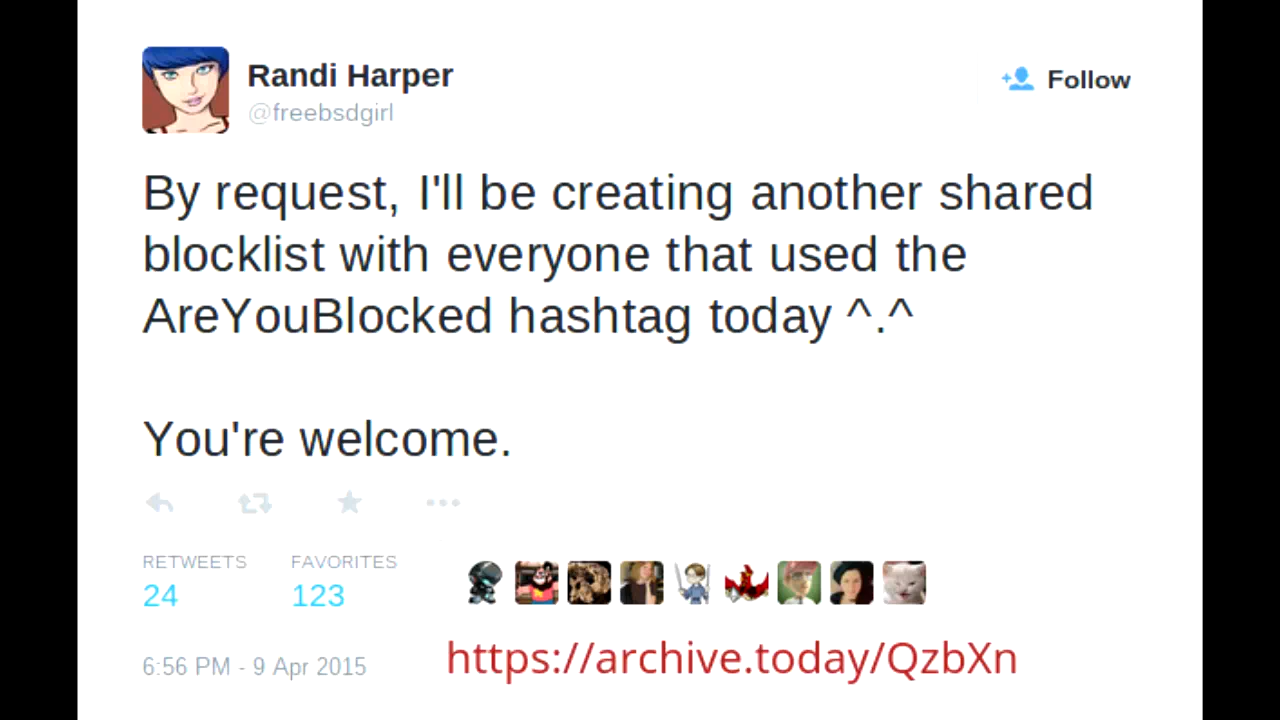 Randi Harper
@freebsdgirl
Follow
By request, I'll be creating another shared
blocklist with everyone that used the
AreYouBlocked hashtag today ^.^
You're welcome.
RETWEETS FAVORITES
24 123
6:56 PM - 9 Apr 2015
https://archive.today/QzbXn